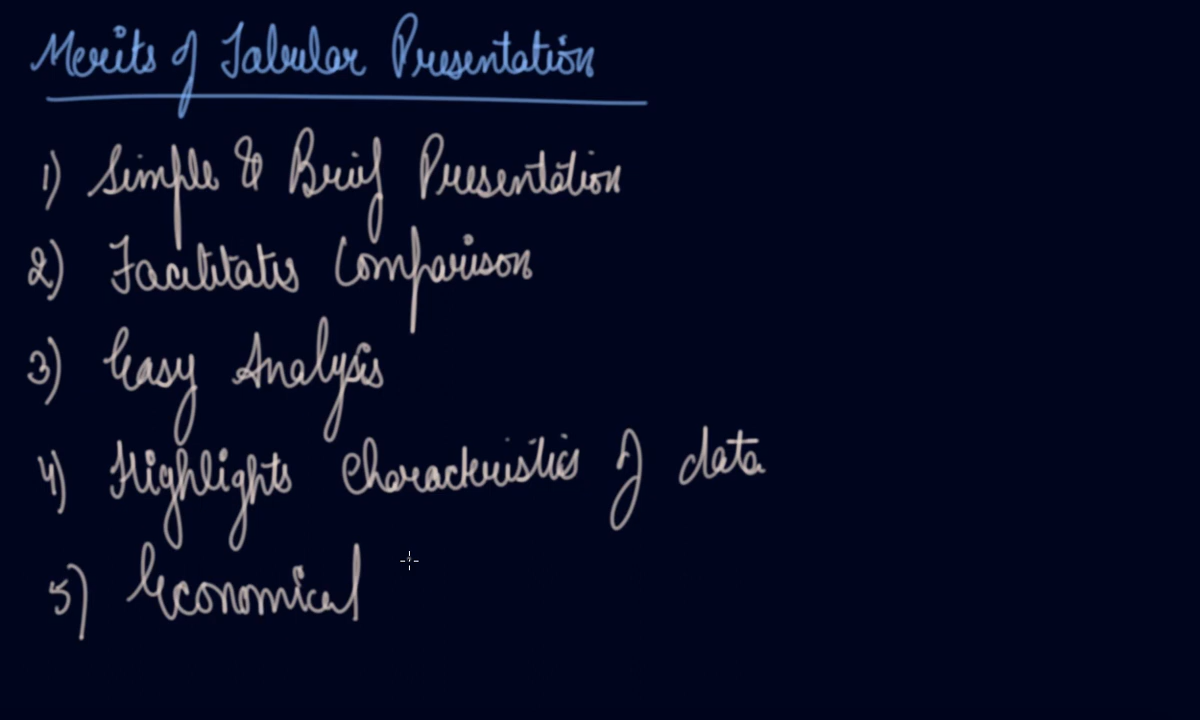 Merits of Tabular Presentation
1) Simple & Brief Presentation
2) Facilitates Comparison
3) Easy Analysis
4) Highlights Characteristics of data
5) Economical